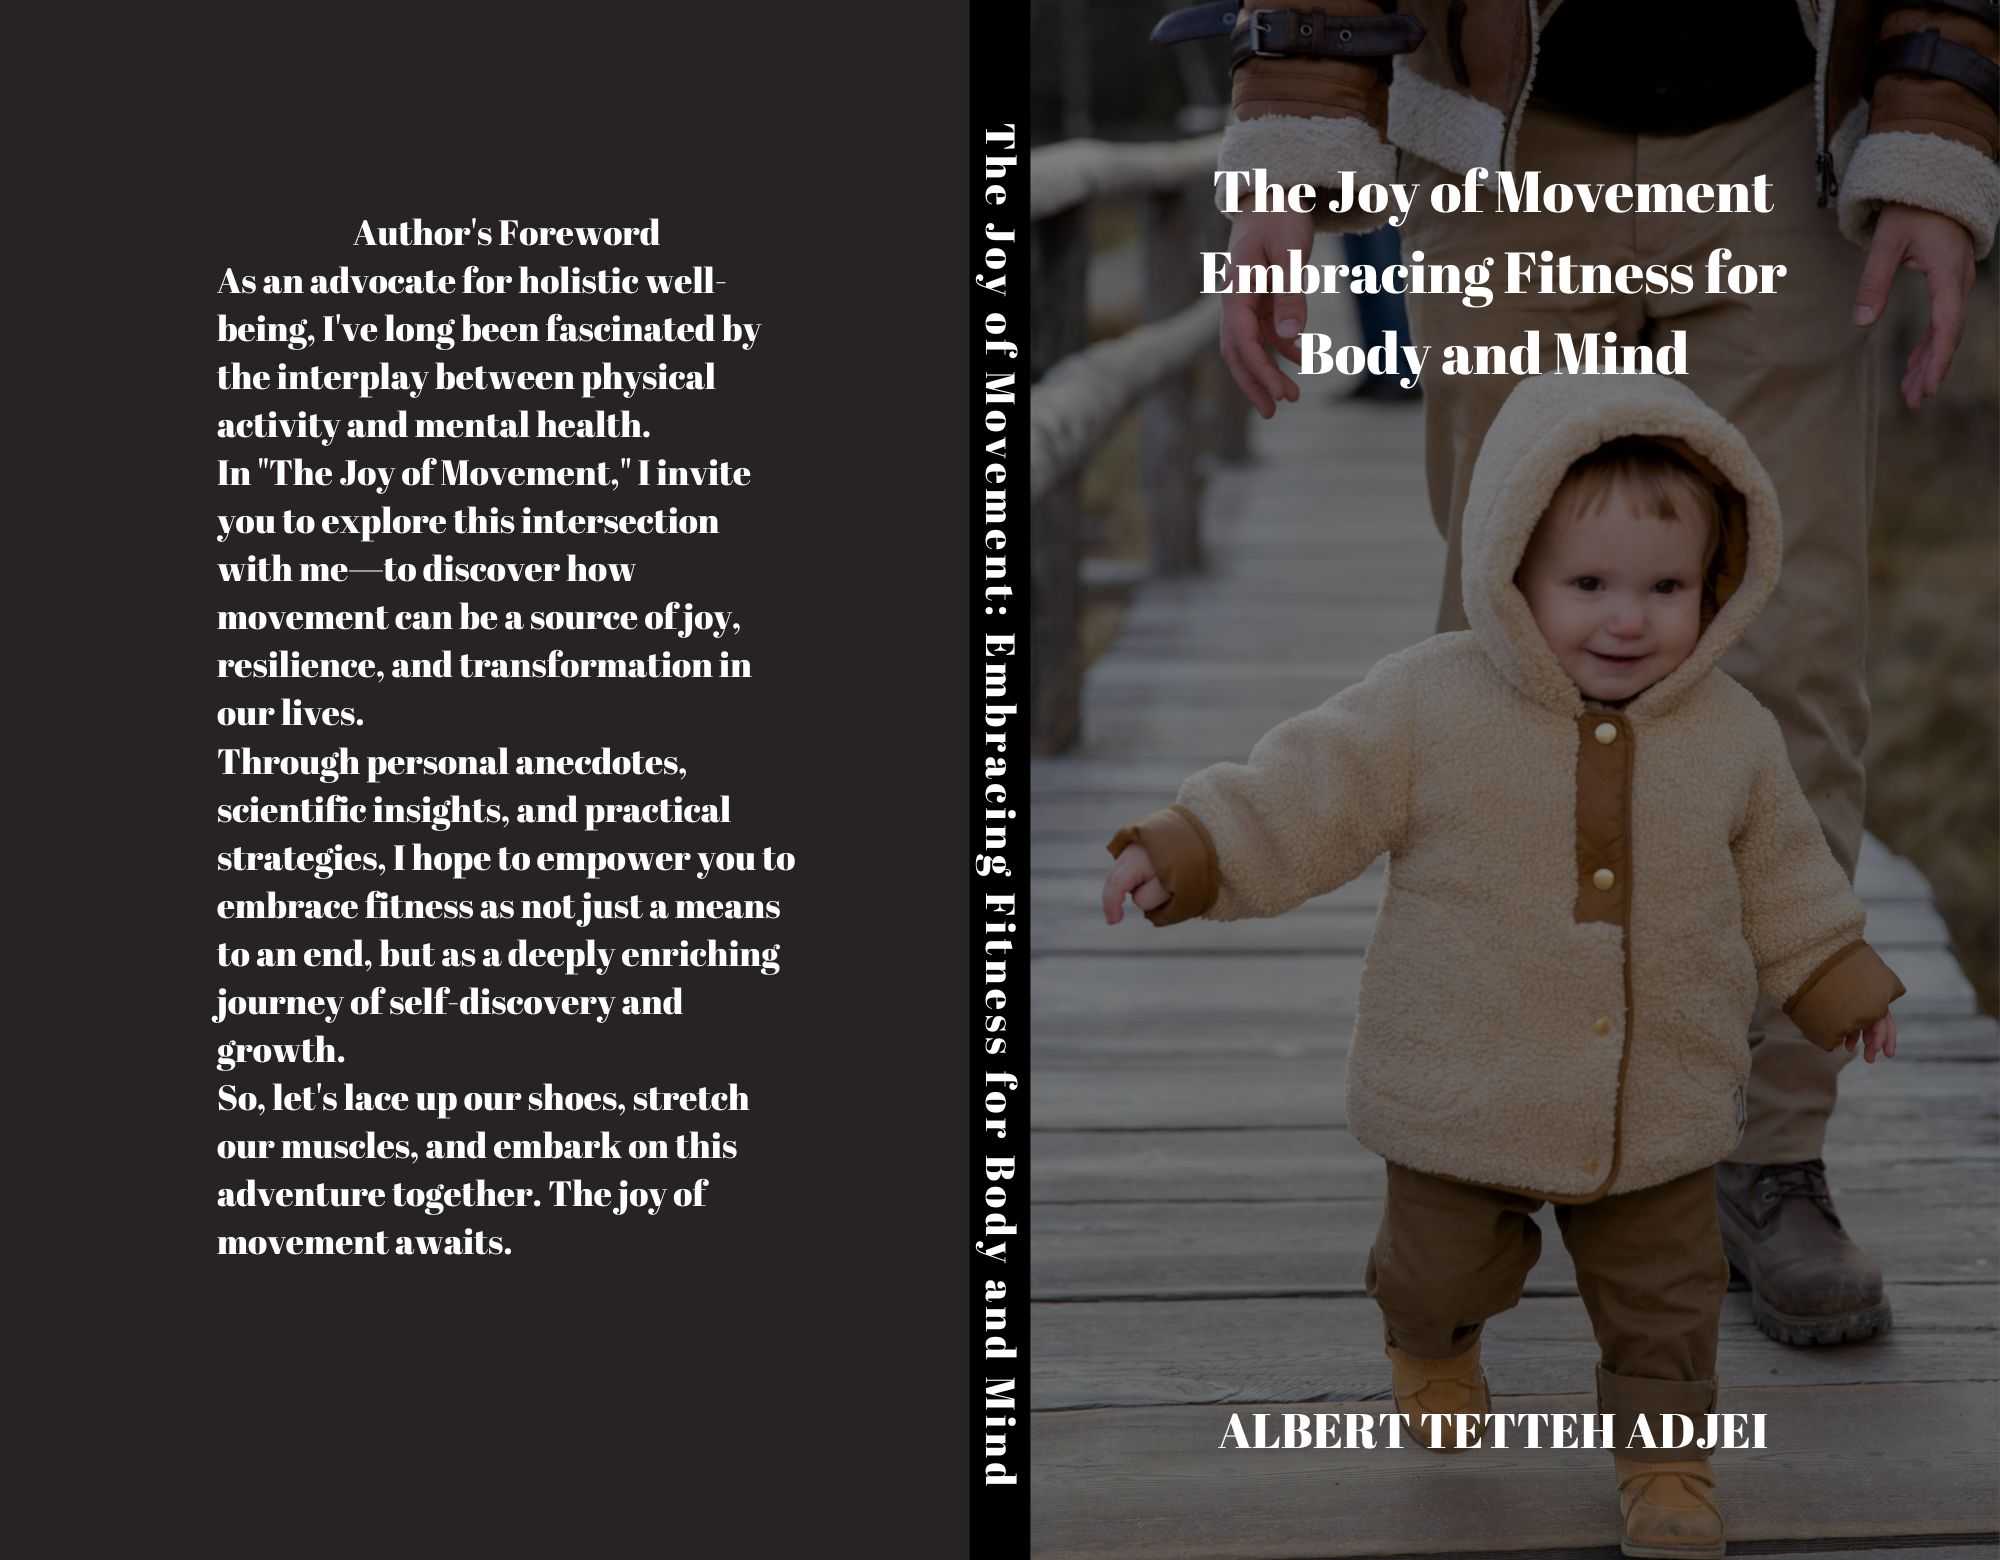 Author's Foreword
As an advocate for holistic well-
being, I've long been fascinated by
the interplay between physical
activity and mental health.
In "The Joy of Movement," I invite
you to explore this intersection
with me—to discover how
movement can be a source of joy,
resilience, and transformation in
our lives.
Through personal anecdotes,
scientific insights, and practical
strategies, I hope to empower you to
embrace fitness as not just a means
to an end, but as a deeply enriching
journey of self-discovery and
growth.
So, let's lace up our shoes, stretch
our muscles, and embark on this
adventure together. The joy of
movement awaits.
The Joy of Movement: Embracing Fitness for Body and Mind
The Joy of Movement
Embracing Fitness for
Body and Mind
ALBERT TETTEH ADJEI